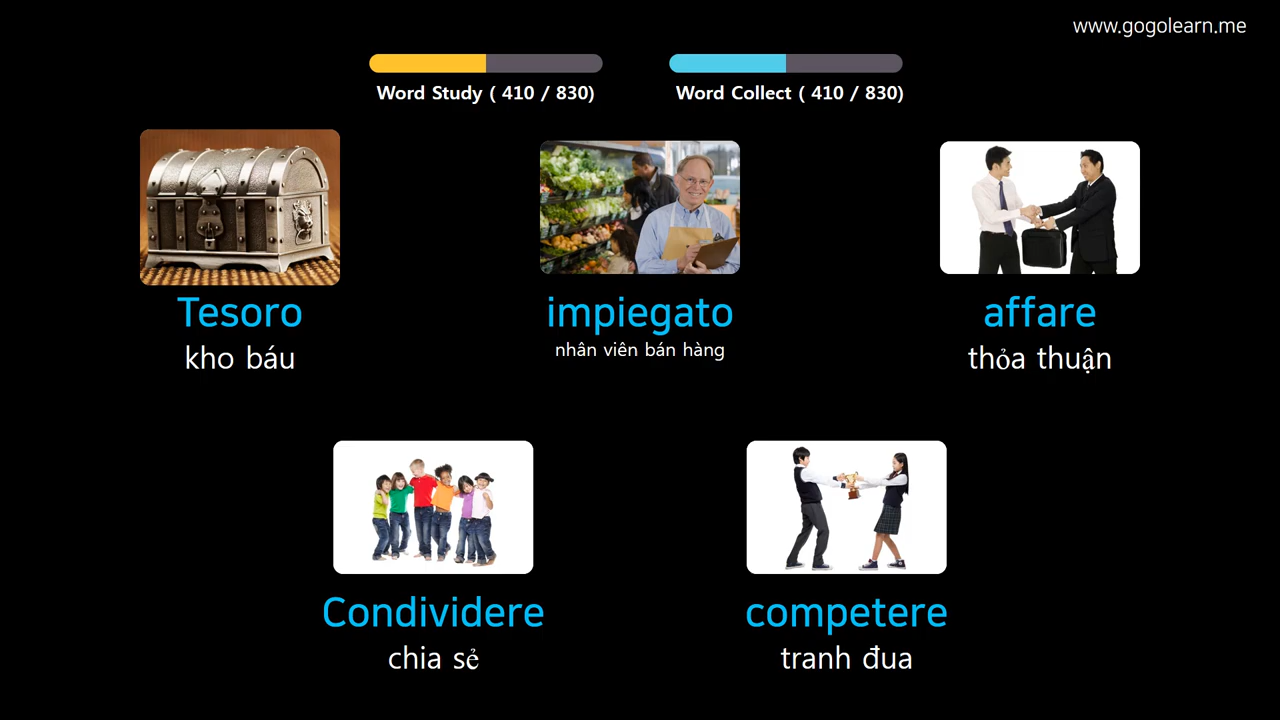 www.gogolearn.me
Word Study ( 410 / 830)
Word Collect ( 410 / 830)
Tesoro
kho báu
impiegato
nhân viên bán hàng
affare
thỏa thuận
Condividere
chia sẻ
competere
tranh đua